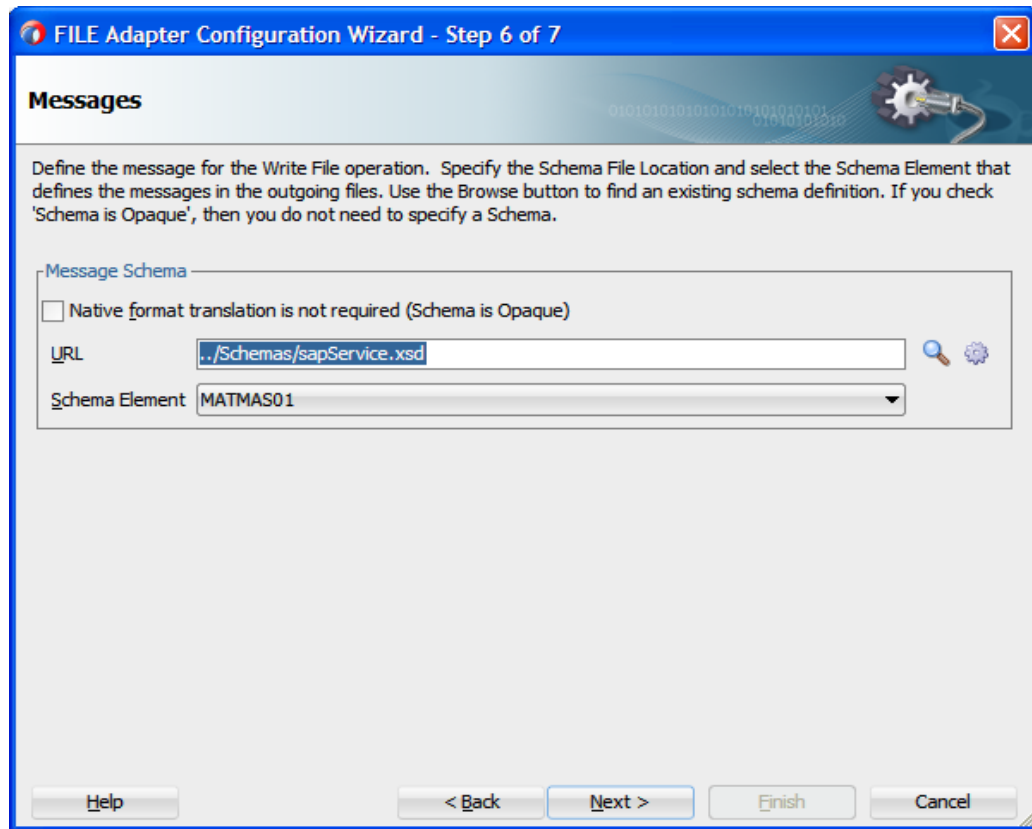 FILE Adapter Configuration Wizard - Step 6 of 7
Messages
Define the message for the Write File operation.  Specify the Schema File Location and select the Schema Element that
defines the messages in the outgoing files. Use the Browse button to find an existing schema definition. If you check
'Schema is Opaque', then you do not need to specify a Schema.
Message Schema
Native format translation is not required (Schema is Opaque)
URL ../Schemas/sapService.xsd
Schema Element MATMAS01
Help < Back Next > Finish Cancel